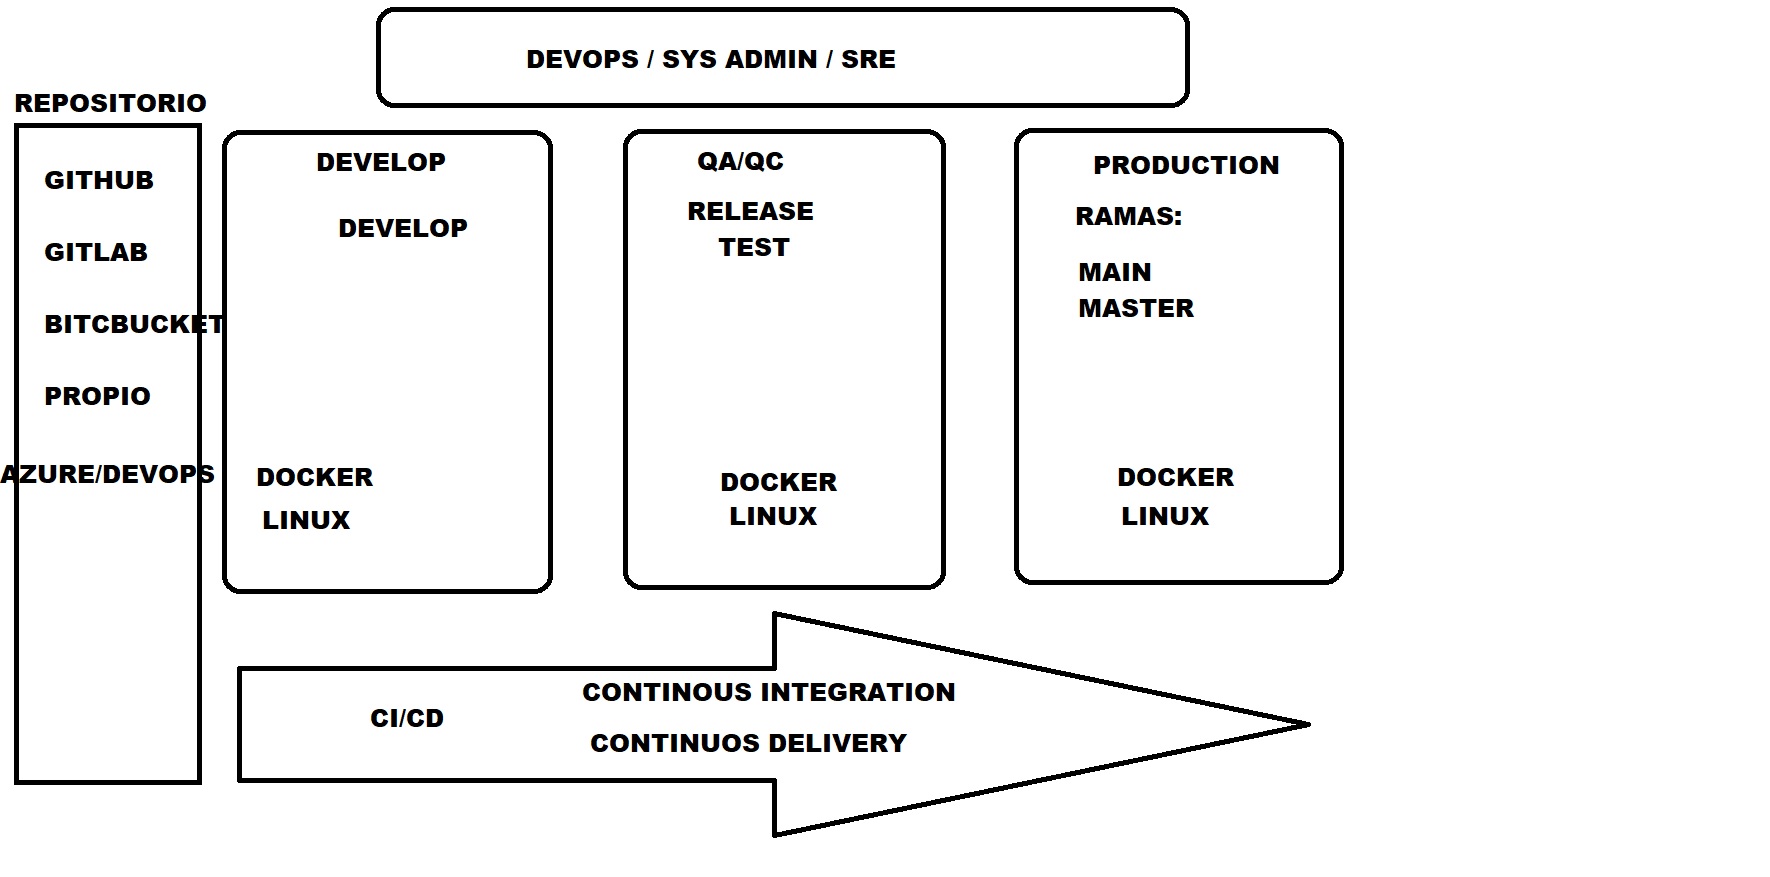 DEVOPS / SYS ADMIN / SRE
REPOSITORIO
GITHUB
GITLAB
BITCBUCKET
PROPIO
AZURE/DEVOPS
DEVELOP
DEVELOP
DOCKER
LINUX
QA/QC
RELEASE
TEST
DOCKER
LINUX
PRODUCTION
RAMAS:
MAIN
MASTER
DOCKER
LINUX
CI/CD
CONTINOUS INTEGRATION
CONTINUOS DELIVERY